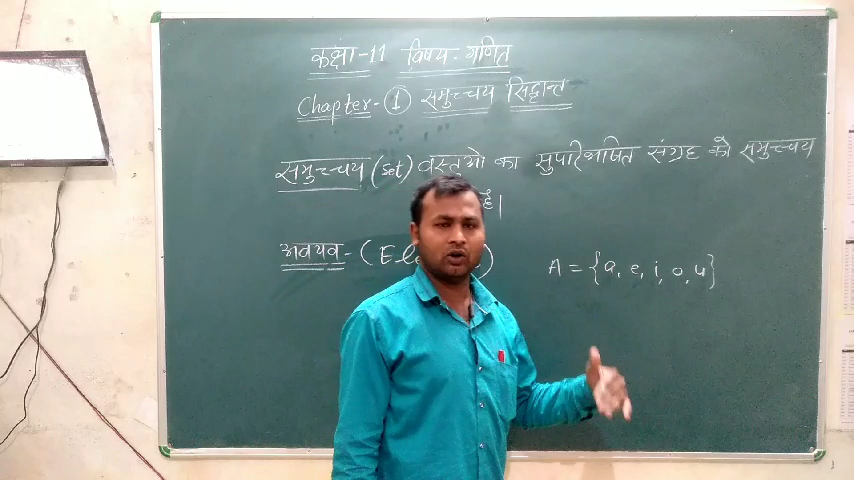 कक्षा-11 विषय-गणित
Chapter-① समुच्चय सिद्धान्त
समुच्चय (set) वस्तुओ का सुपरिभाषित संग्रह को समुच्चय
है।
अवयव-(
A = {a, e, i, o, u}